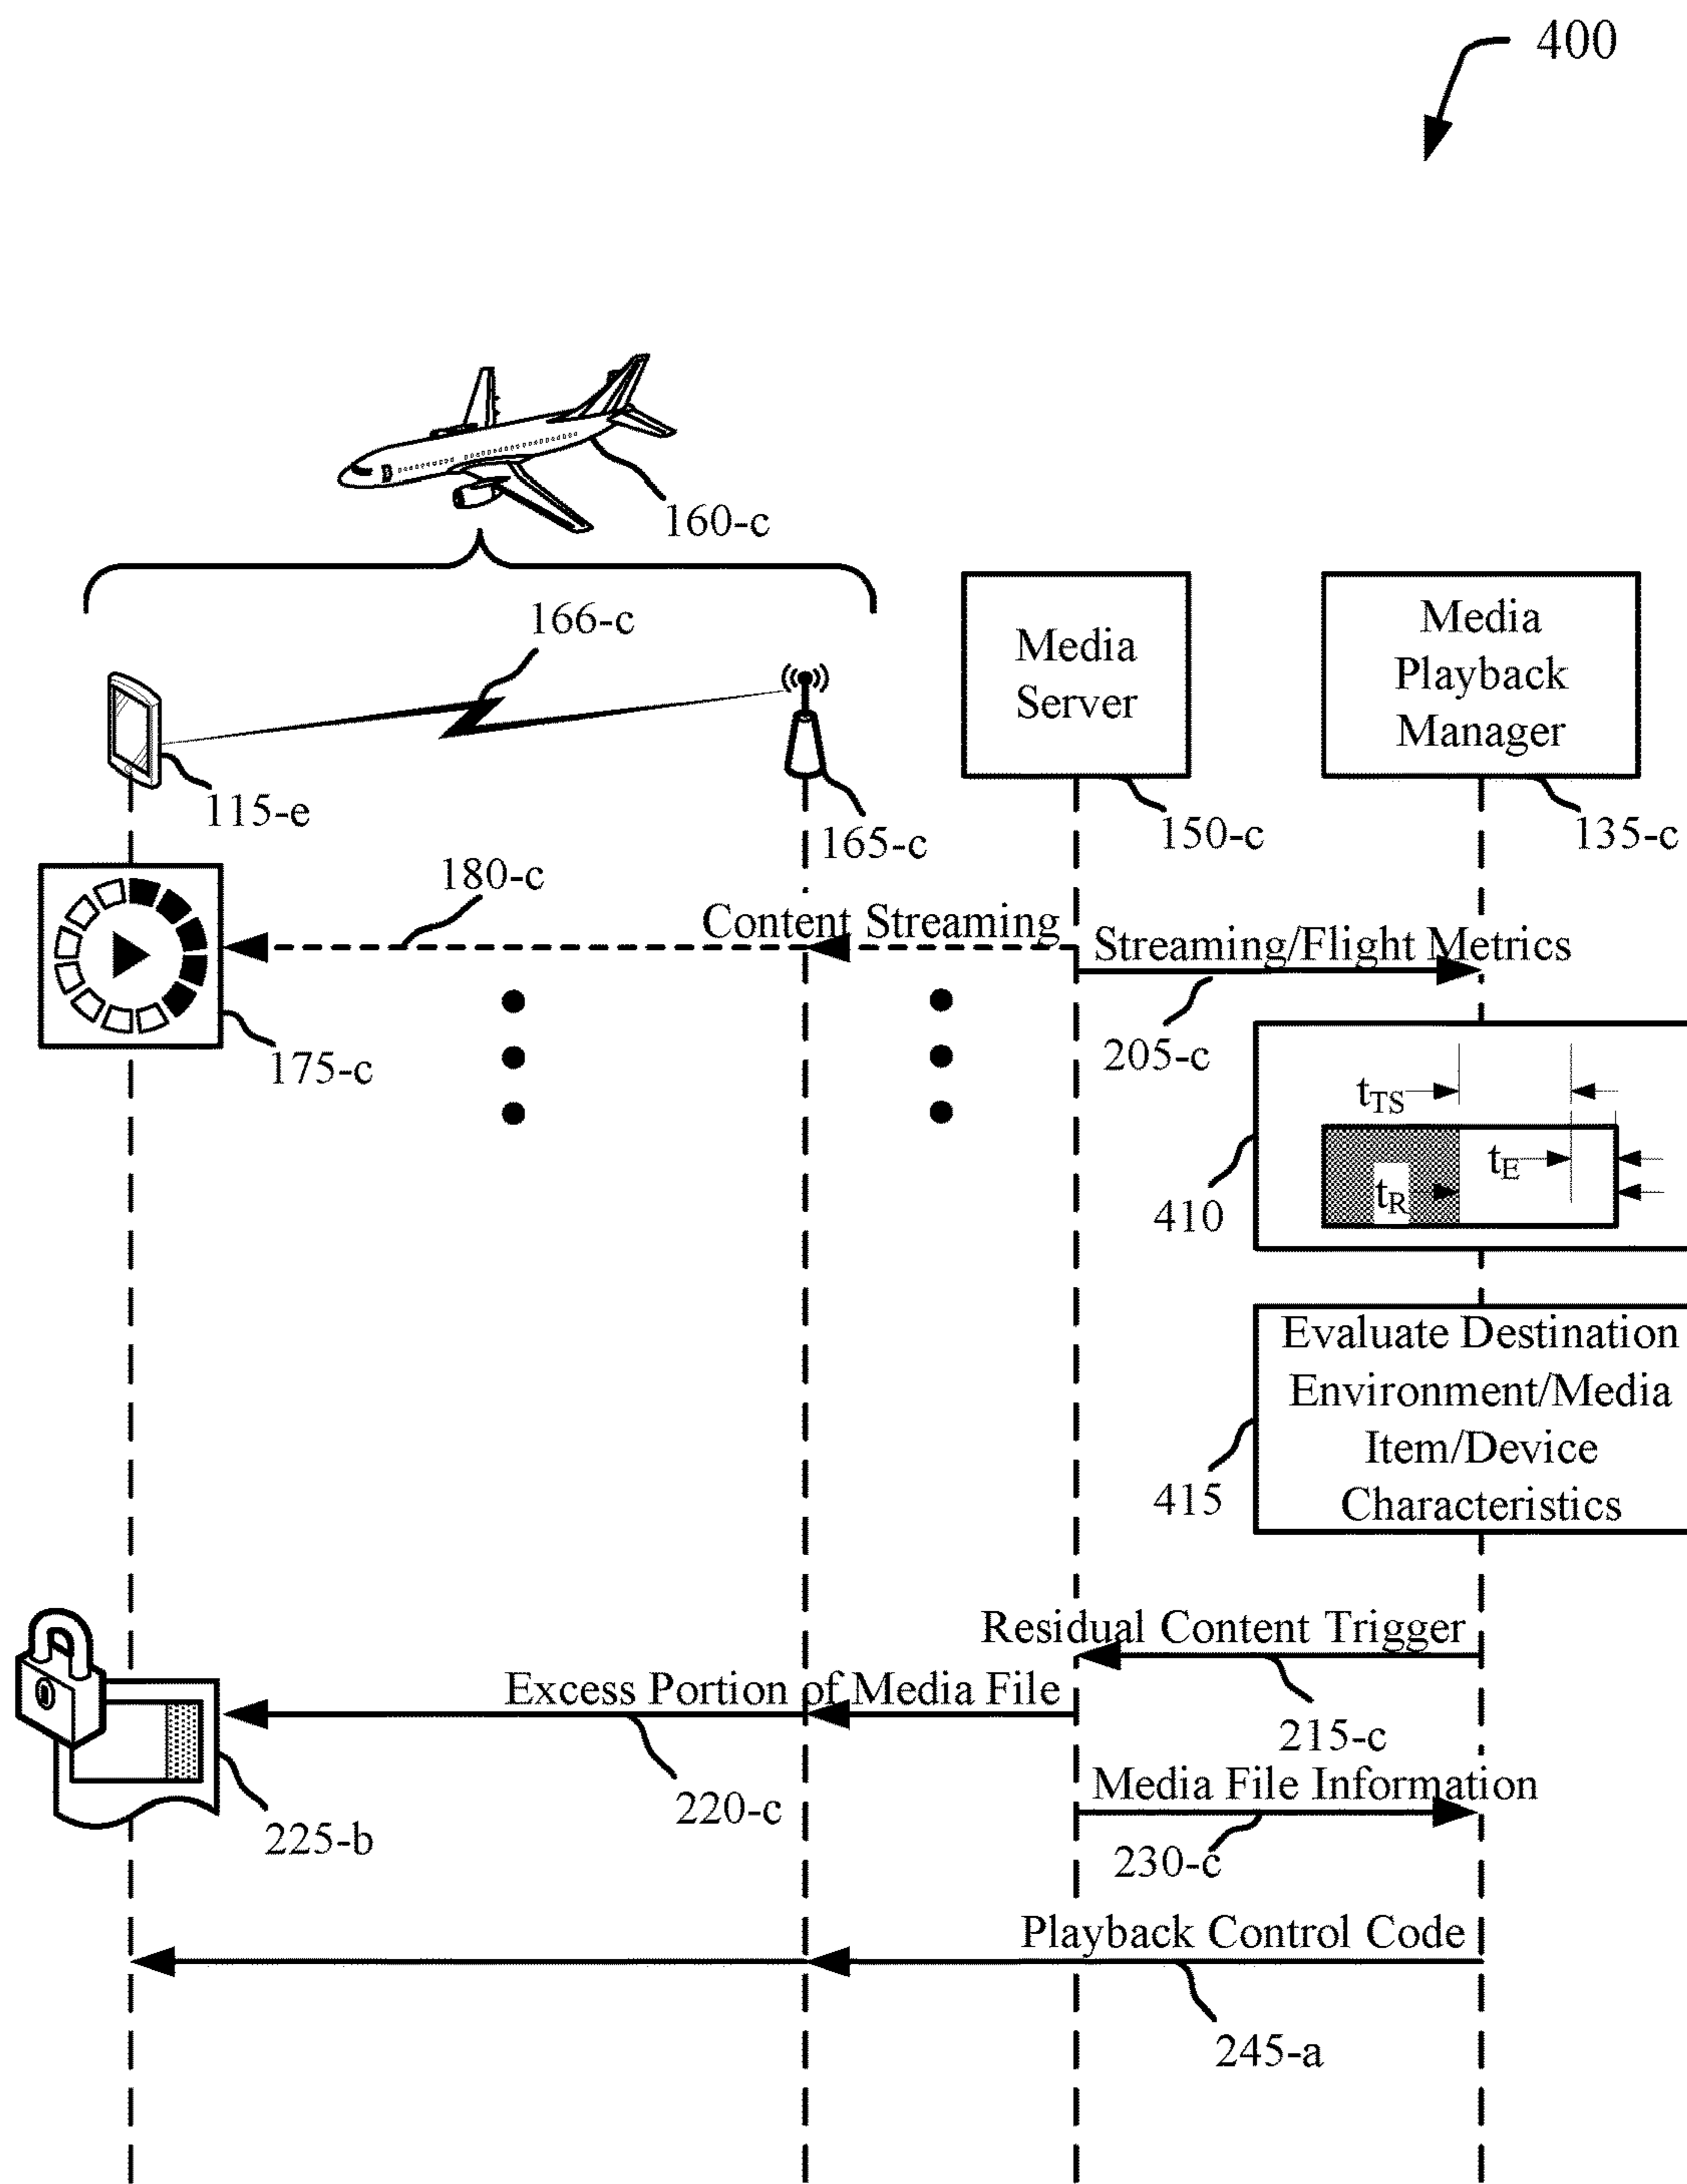 400
160-c
166-c
Media
Server
Media
Playback
Manager
115-e
165-c
150-c
135-c
180-c
Content Streaming
Streaming/Flight Metrics
175-c
205-c
tTS
tE
tR
410
Evaluate Destination
Environment/Media
Item/Device
Characteristics
415
Residual Content Trigger
Excess Portion of Media File
215-c
220-c
Media File Information
225-b
230-c
Playback Control Code
245-a